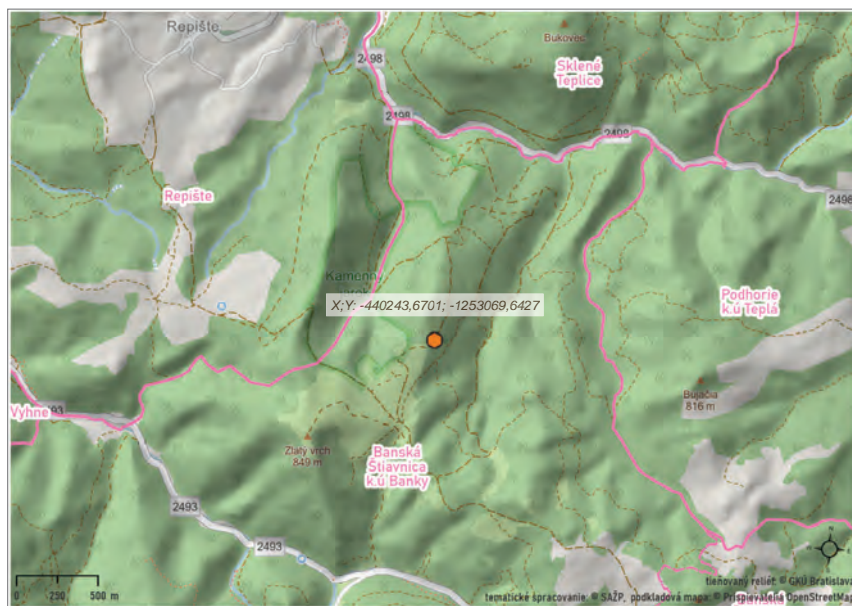 Repište
Bukovec
2498
Sklené
Teplice
2498
2498
Repište
2498
Kamenný
X;Y: -440243,6701; -1253069,6427
Podhorie
k.ú Teplá
Bujačia
816 m
Vyhne
2493
Zlatý vrch
849 m
Banská
Štiavnica
k.ú Banky
2493
2493
N
E
W
0 250 500 m
tieňovaný reliéf: © GKÚ Bratislava
tematické spracovanie: © SAŽP, podkladová mapa: © Prispievatelia OpenStreetMap